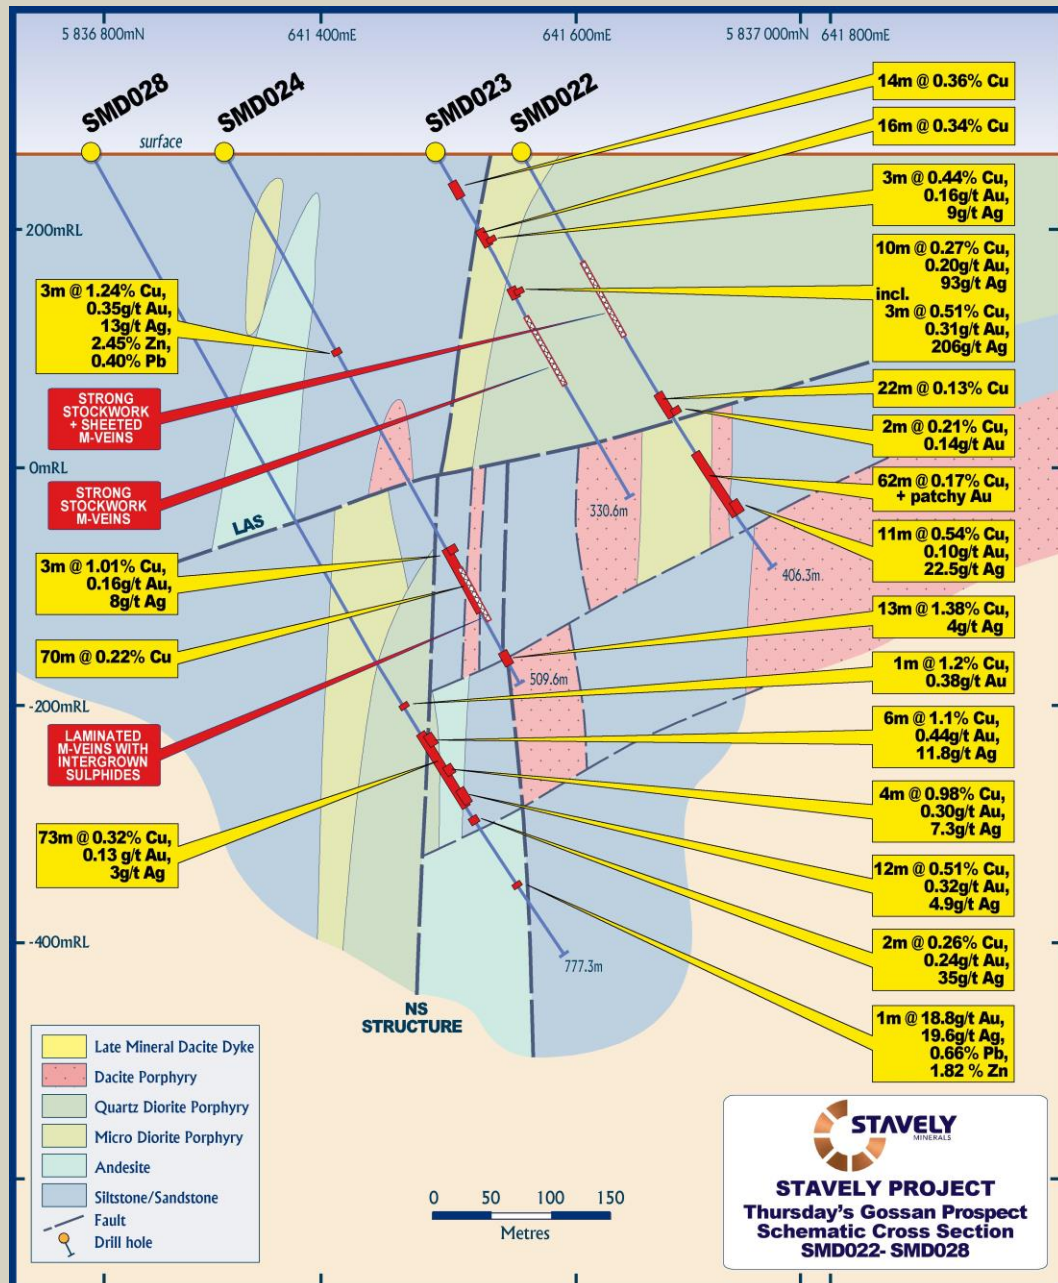 5 836 800mN
641 400mE
641 600mE
5 837 000mN
641 800mE
SMD028
SMD024
SMD023
SMD022
surface
200mRL
0mRL
-200mRL
-400mRL
3m @ 1.24% Cu,
0.35g/t Au,
13g/t Ag,
2.45% Zn,
0.40% Pb
STRONG
STOCKWORK
+ SHEETED
M-VEINS
STRONG
STOCKWORK
M-VEINS
LAS
3m @ 1.01% Cu,
0.16g/t Au,
8g/t Ag
70m @ 0.22% Cu
LAMINATED
M-VEINS WITH
INTERGROWN
SULPHIDES
73m @ 0.32% Cu,
0.13 g/t Au,
3g/t Ag
14m @ 0.36% Cu
16m @ 0.34% Cu
3m @ 0.44% Cu,
0.16g/t Au,
9g/t Ag
10m @ 0.27% Cu,
0.20g/t Au,
93g/t Ag
incl.
3m @ 0.51% Cu,
0.31g/t Au,
206g/t Ag
22m @ 0.13% Cu
2m @ 0.21% Cu,
0.14g/t Au
62m @ 0.17% Cu,
+ patchy Au
11m @ 0.54% Cu,
0.10g/t Au,
22.5g/t Ag
13m @ 1.38% Cu,
4g/t Ag
1m @ 1.2% Cu,
0.38g/t Au
6m @ 1.1% Cu,
0.44g/t Au,
11.8g/t Ag
4m @ 0.98% Cu,
0.30g/t Au,
7.3g/t Ag
12m @ 0.51% Cu,
0.32g/t Au,
4.9g/t Ag
2m @ 0.26% Cu,
0.24g/t Au,
35g/t Ag
1m @ 18.8g/t Au,
19.6g/t Ag,
0.66% Pb,
1.82 % Zn
330.6m
406.3m
509.6m
777.3m
NS
STRUCTURE
Late Mineral Dacite Dyke
Dacite Porphyry
Quartz Diorite Porphyry
Micro Diorite Porphyry
Andesite
Siltstone/Sandstone
Fault
Drill hole
0 50 100 150
Metres
STAVELY
MINERALS
STAVELY PROJECT
Thursday's Gossan Prospect
Schematic Cross Section
SMD022- SMD028